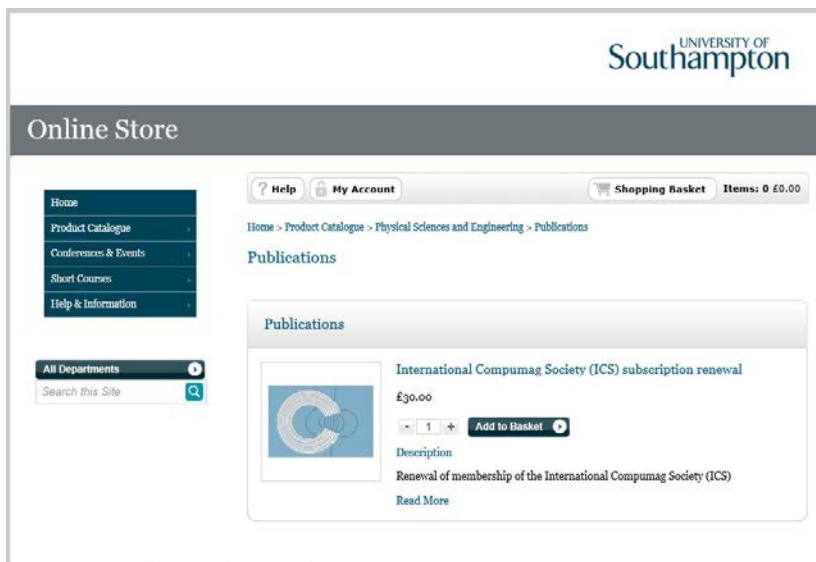 UNIVERSITY OF
Southampton
Online Store
? Help
My Account
Shopping Basket
Items: 0 £0.00
Home
Product Catalogue
Conferences & Events
Short Courses
Help & Information
All Departments
Search this Site
Home > Product Catalogue > Physical Sciences and Engineering > Publications
Publications
Publications
International Compumag Society (ICS) subscription renewal
£30.00
- 1 +
Add to Basket
Description
Renewal of membership of the International Compumag Society (ICS)
Read More